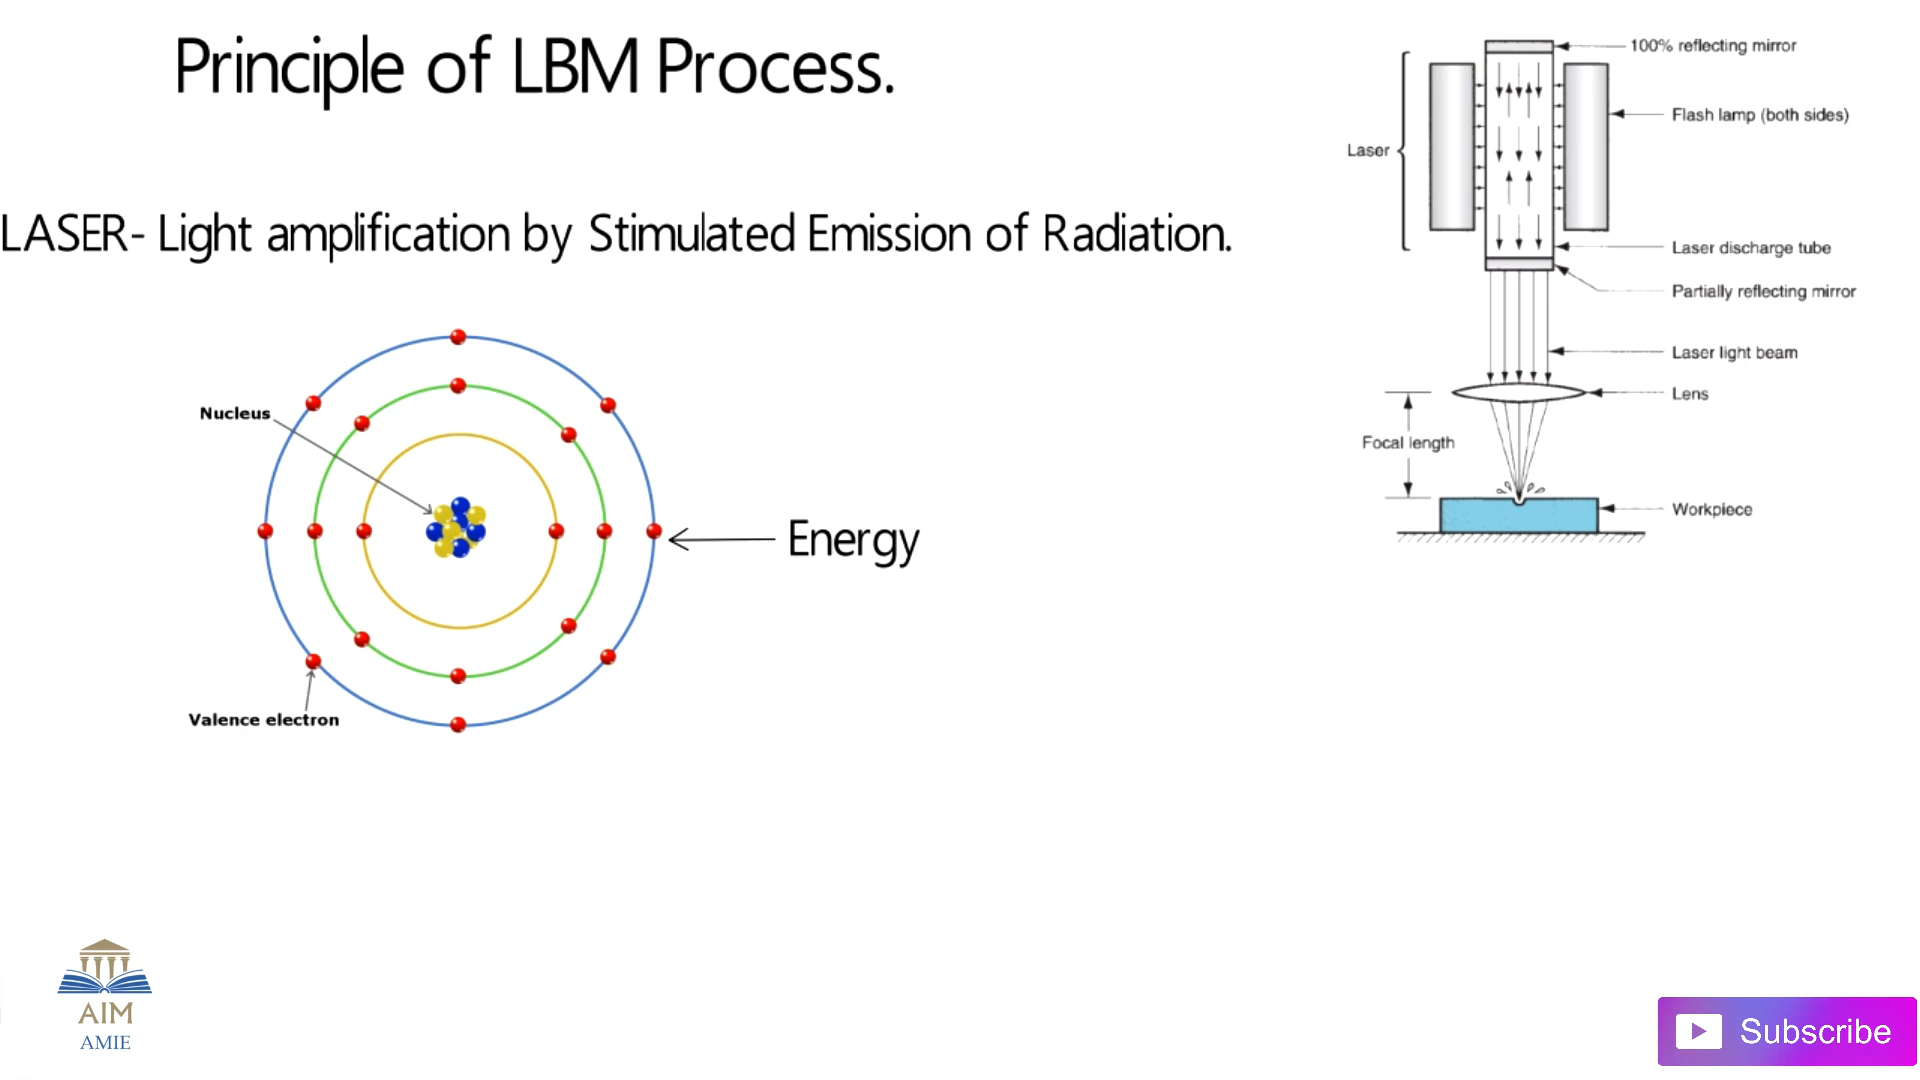 Principle of LBM Process.
LASER- Light amplification by Stimulated Emission of Radiation.
Nucleus
Energy
Valence electron
100% reflecting mirror
Flash lamp (both sides)
Laser
Laser discharge tube
Partially reflecting mirror
Laser light beam
Lens
Focal length
Workpiece
AIM
AMIE
Subscribe